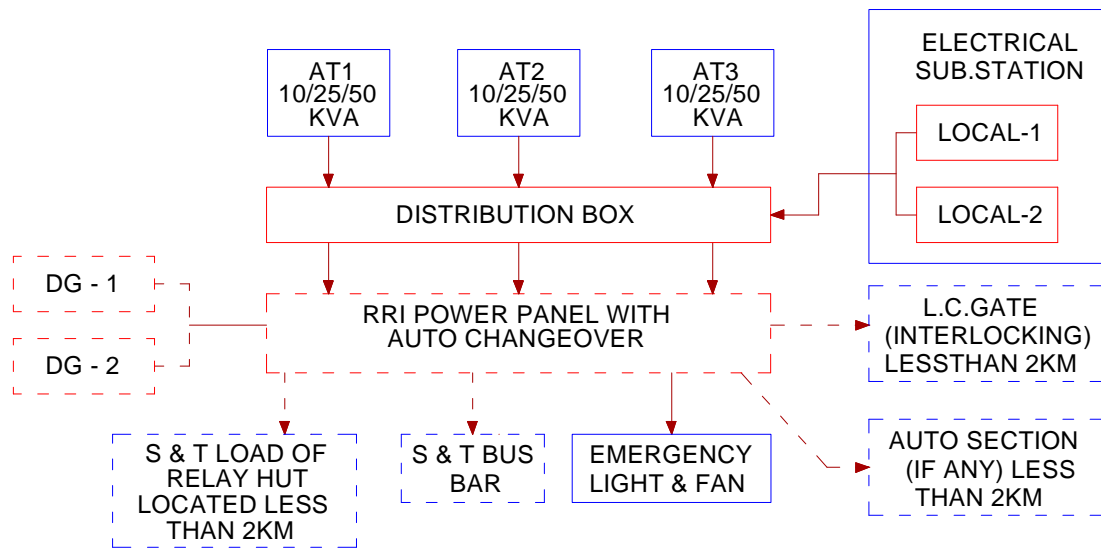 AT1
10/25/50
KVA
AT2
10/25/50
KVA
AT3
10/25/50
KVA
ELECTRICAL
SUB.STATION
LOCAL-1
LOCAL-2
DISTRIBUTION BOX
DG - 1
DG - 2
RRI POWER PANEL WITH
AUTO CHANGEOVER
L.C.GATE
(INTERLOCKING)
LESSTHAN 2KM
S & T LOAD OF
RELAY HUT
LOCATED LESS
THAN 2KM
S & T BUS
BAR
EMERGENCY
LIGHT & FAN
AUTO SECTION
(IF ANY) LESS
THAN 2KM